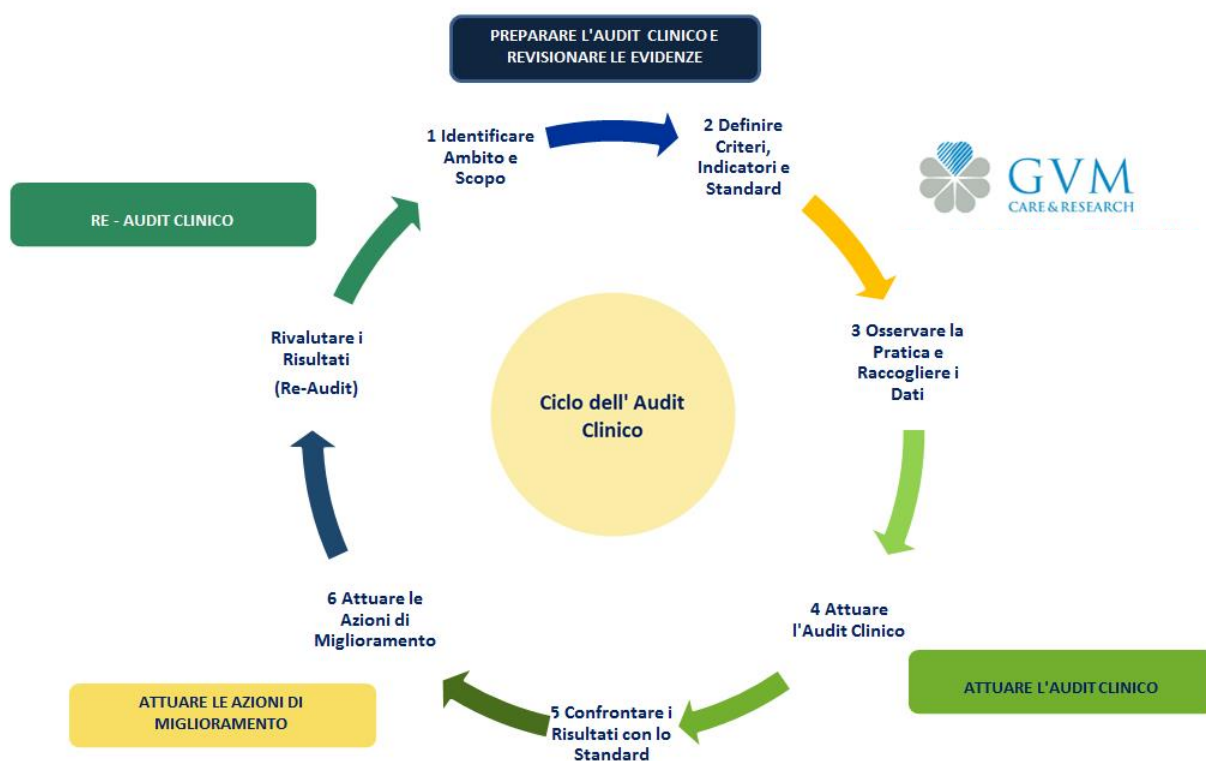 PREPARARE L'AUDIT CLINICO E
REVISIONARE LE EVIDENZE
1 Identificare
Ambito e
Scopo
2 Definire
Criteri,
Indicatori e
Standard
GVM
CARE&RESEARCH
RE - AUDIT CLINICO
3 Osservare la
Pratica e
Raccogliere i
Dati
Rivalutare i
Risultati
(Re-Audit)
Ciclo dell' Audit
Clinico
6 Attuare le
Azioni di
Miglioramento
4 Attuare
l'Audit Clinico
ATTUARE LE AZIONI DI
MIGLIORAMENTO
ATTUARE L'AUDIT CLINICO
5 Confrontare i
Risultati con lo
Standard